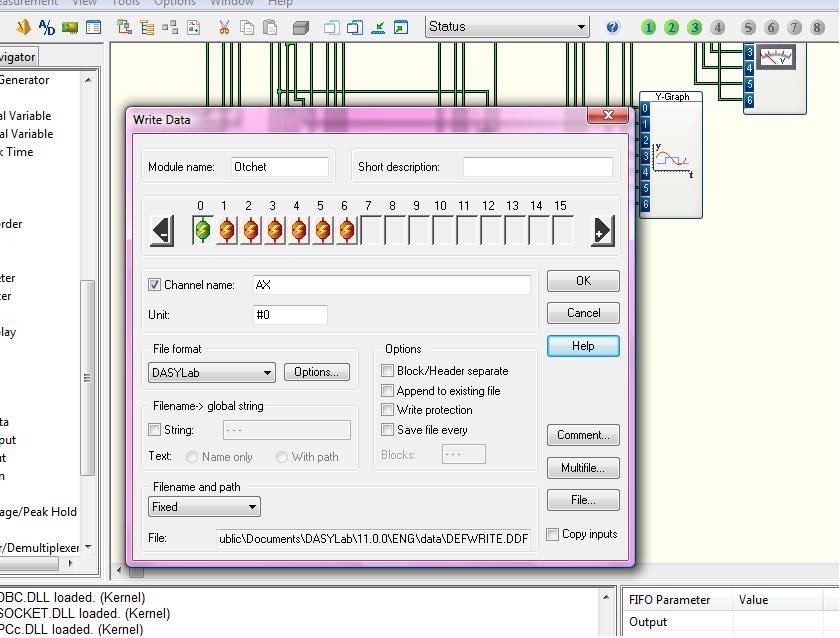 easurement View Tools Options Window Help
A/D Status 1 2 3 4 5 6 7 8
vigator
Generator
al Variable
al Variable
k Time
rder
ter
er
lay
ta
put
ut
n
age/Peak Hold
r/Demultiplexer
3
4 V
5
6
Y-Graph
0
1
2 y
3
4 t
5
6
Write Data
Module name: Otchet Short description:
0 1 2 3 4 5 6 7 8 9 10 11 12 13 14 15
Channel name: AX OK
Unit: #0 Cancel
Help
File format Options
DASYLab Options... Block/Header separate
Append to existing file
Filename-> global string Write protection
String: - - - Save file every
Text: Name only With path Blocks: - - -
Comment...
Multifile...
Filename and path
Fixed File...
File: ublic\Documents\DASYLab\11.0.0\ENG\data\DEFWRITE.DDF Copy inputs
DBC.DLL loaded. (Kernel)
SOCKET.DLL loaded. (Kernel)
PCc.DLL loaded. (Kernel)
FIFO Parameter Value
Output